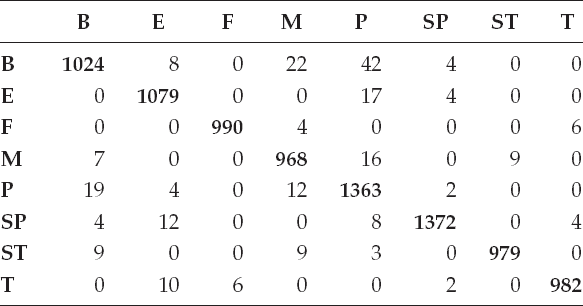 B E F M P SP ST T
B 1024 8 0 22 42 4 0 0
E 0 1079 0 0 17 4 0 0
F 0 0 990 4 0 0 0 6
M 7 0 0 968 16 0 9 0
P 19 4 0 12 1363 2 0 0
SP 4 12 0 0 8 1372 0 4
ST 9 0 0 9 3 0 979 0
T 0 10 6 0 0 2 0 982